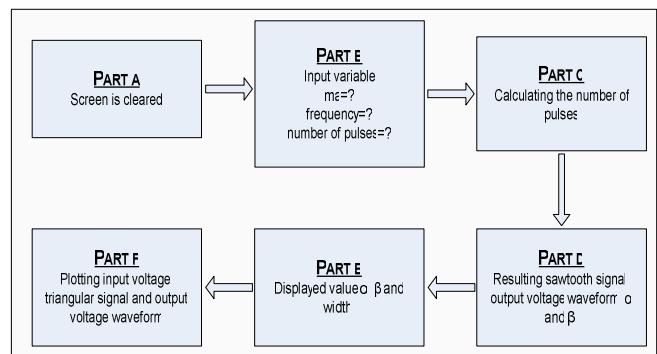 PART A
Screen is cleared
PART B
Input variable
ma=?
frequency=?
number of pulses=?
PART C
Calculating the number of
pulses
PART D
Resulting sawtooth signal
output voltage waveform α
and β
PART E
Displayed value α β and
width
PART F
Plotting input voltage
triangular signal and output
voltage waveform